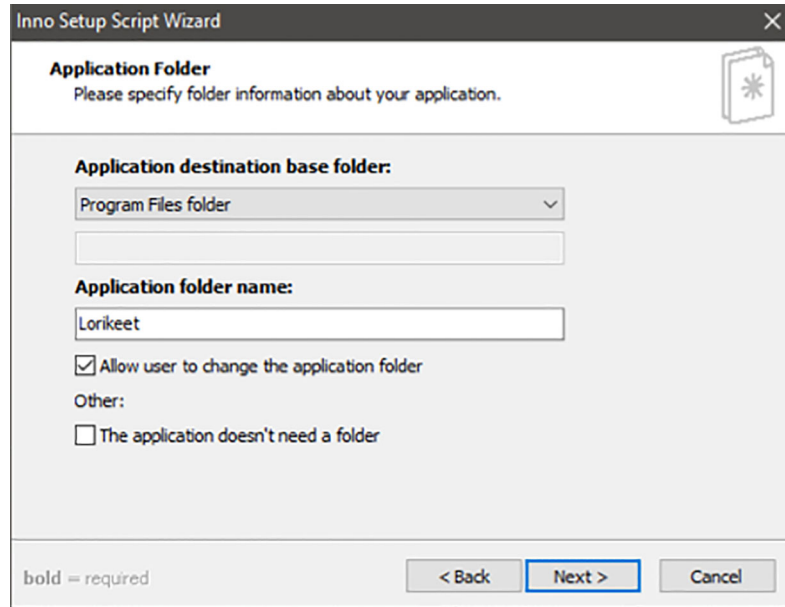 Inno Setup Script Wizard
Application Folder
Please specify folder information about your application.
Application destination base folder:
Program Files folder
Application folder name:
Lorikeet
Allow user to change the application folder
Other:
The application doesn't need a folder
bold = required
< Back
Next >
Cancel